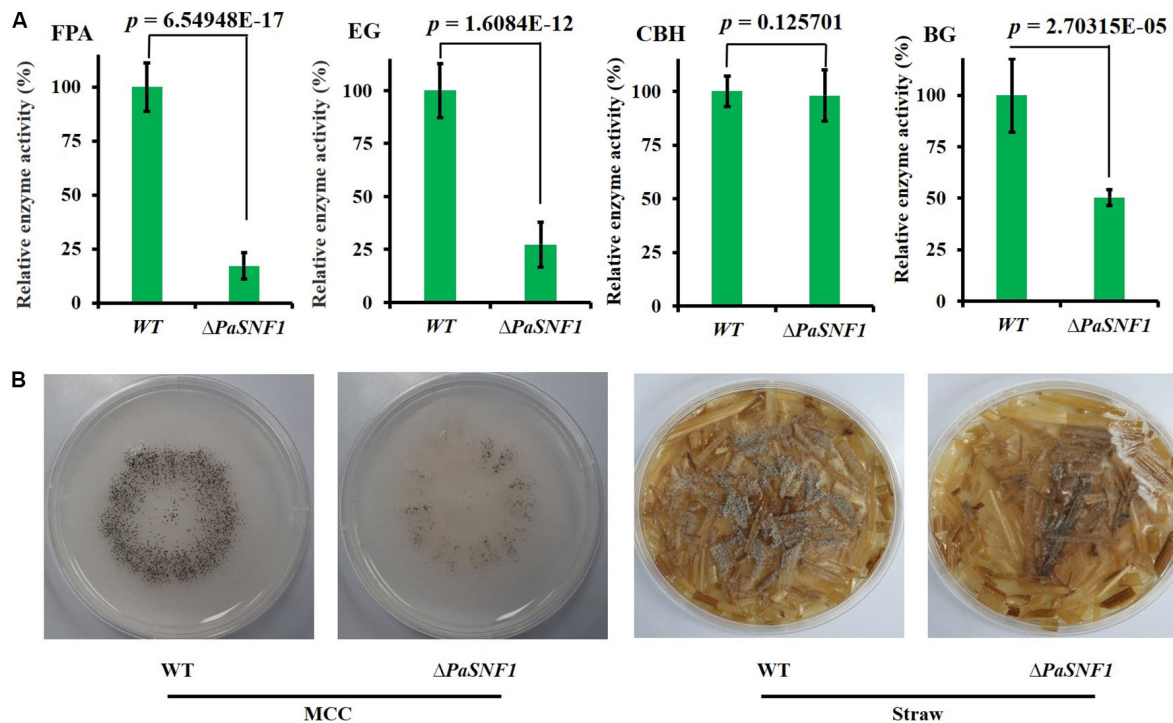 A
FPA
p = 6.54948E-17
Relative enzyme activity (%)
100
75
50
25
0
WT
ΔPaSNF1
EG
p = 1.6084E-12
Relative enzyme activity (%)
100
75
50
25
0
WT
ΔPaSNF1
CBH
p = 0.125701
Relative enzyme activity (%)
100
75
50
25
0
WT
ΔPaSNF1
BG
p = 2.70315E-05
Relative enzyme activity (%)
100
75
50
25
0
WT
ΔPaSNF1
B
WT
ΔPaSNF1
MCC
WT
ΔPaSNF1
Straw